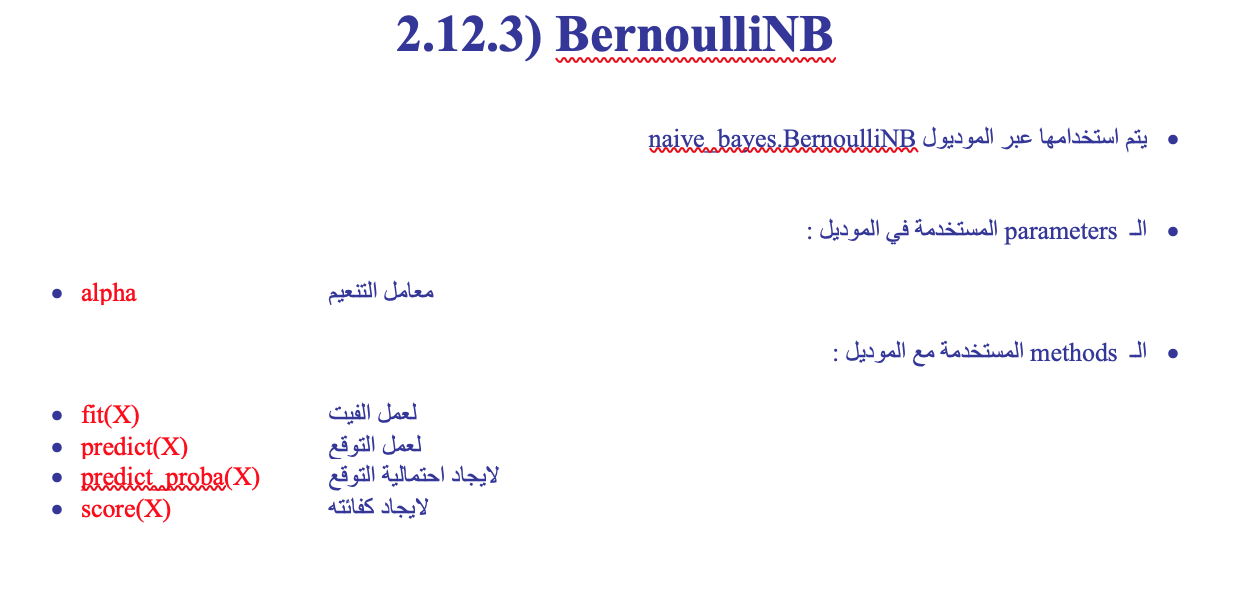 2.12.3) BernoulliNB
يتم استخدامها عبر الموديول naive_bayes.BernoulliNB
الـ parameters المستخدمة في الموديل :
alpha معامل التنعيم
الـ methods المستخدمة مع الموديل :
fit(X) لعمل الفيت
predict(X) لعمل التوقع
predict_proba(X) لايجاد احتمالية التوقع
score(X) لايجاد كفائته